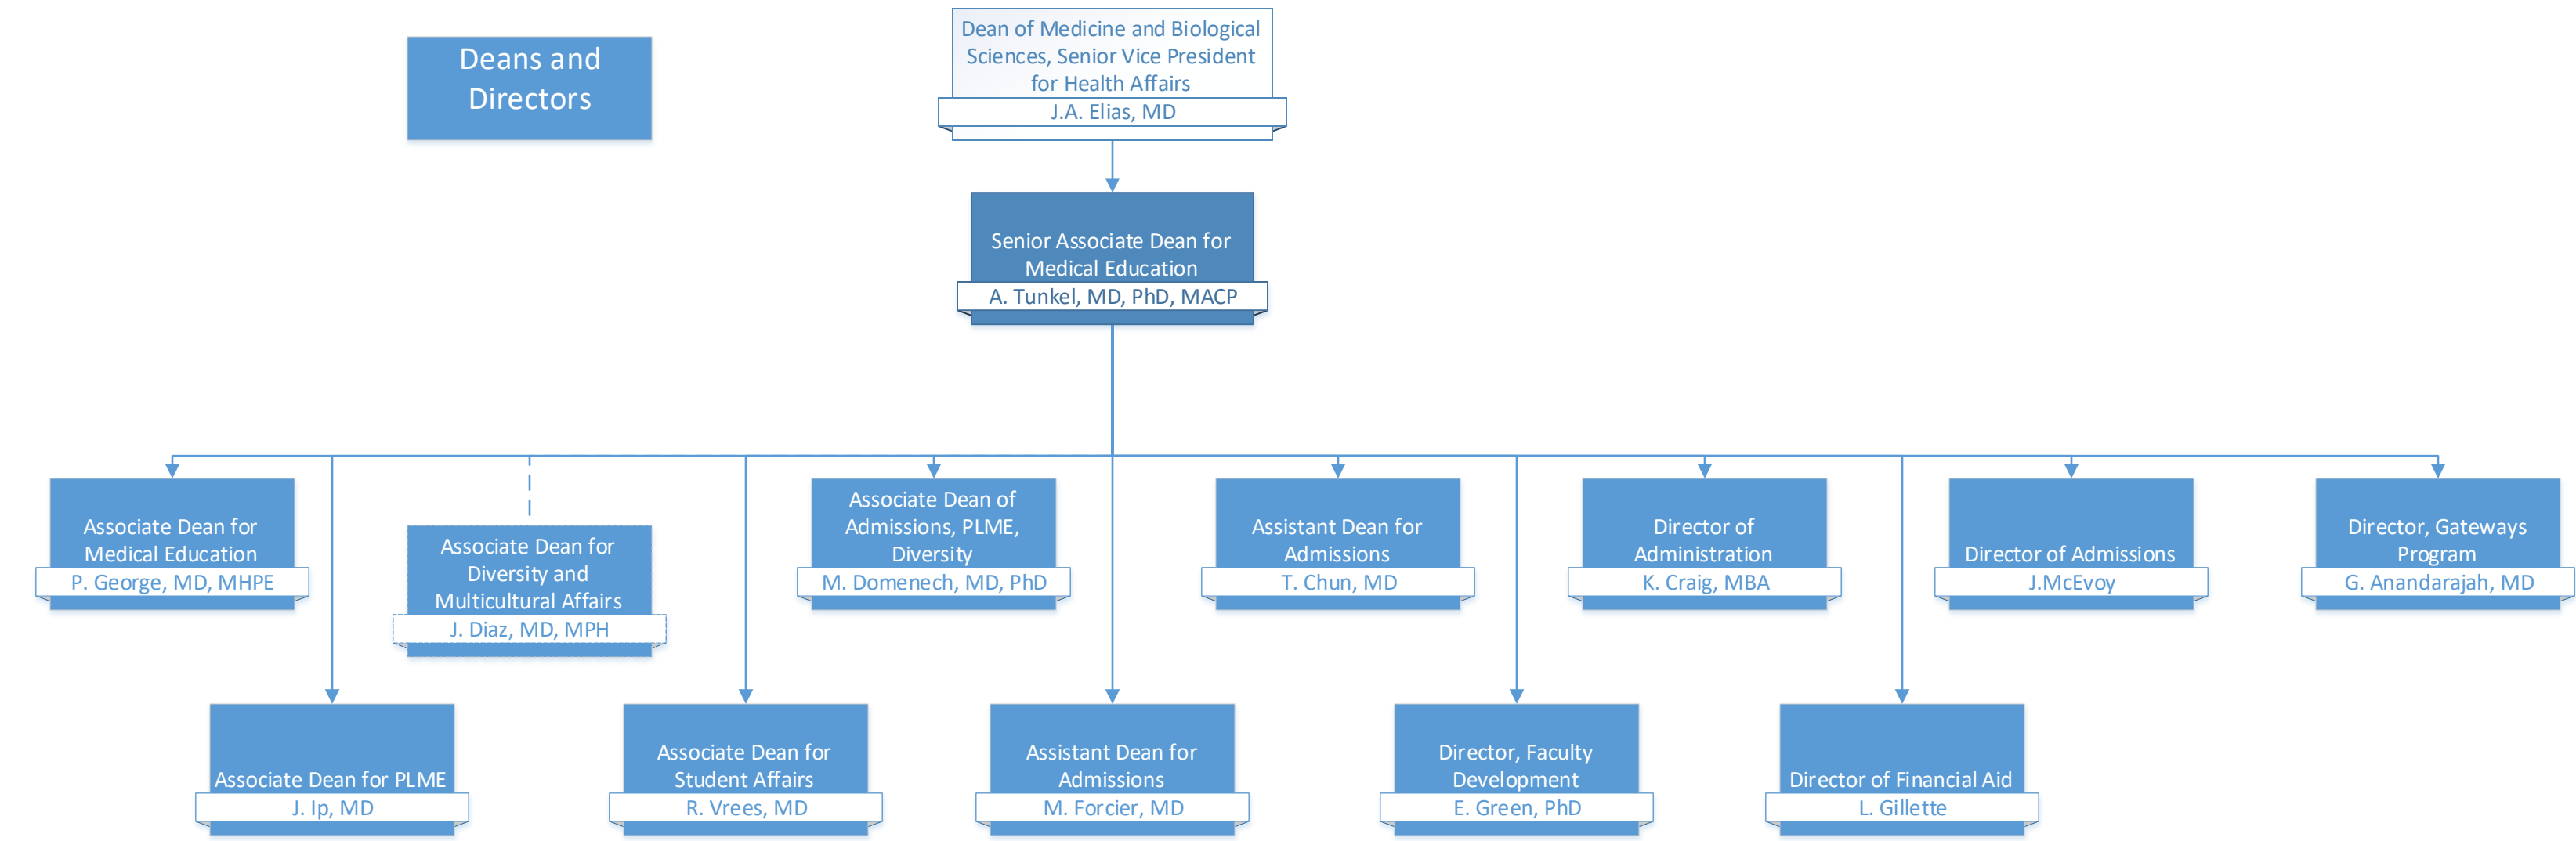 Deans and
Directors
Dean of Medicine and Biological
Sciences, Senior Vice President
for Health Affairs
J.A. Elias, MD
Senior Associate Dean for
Medical Education
A. Tunkel, MD, PhD, MACP
Associate Dean for
Medical Education
P. George, MD, MHPE
Associate Dean for
Diversity and
Multicultural Affairs
J. Diaz, MD, MPH
Associate Dean of
Admissions, PLME,
Diversity
M. Domenech, MD, PhD
Assistant Dean for
Admissions
T. Chun, MD
Director of
Administration
K. Craig, MBA
Director of Admissions
J.McEvoy
Director, Gateways
Program
G. Anandarajah, MD
Associate Dean for PLME
J. Ip, MD
Associate Dean for
Student Affairs
R. Vrees, MD
Assistant Dean for
Admissions
M. Forcier, MD
Director, Faculty
Development
E. Green, PhD
Director of Financial Aid
L. Gillette